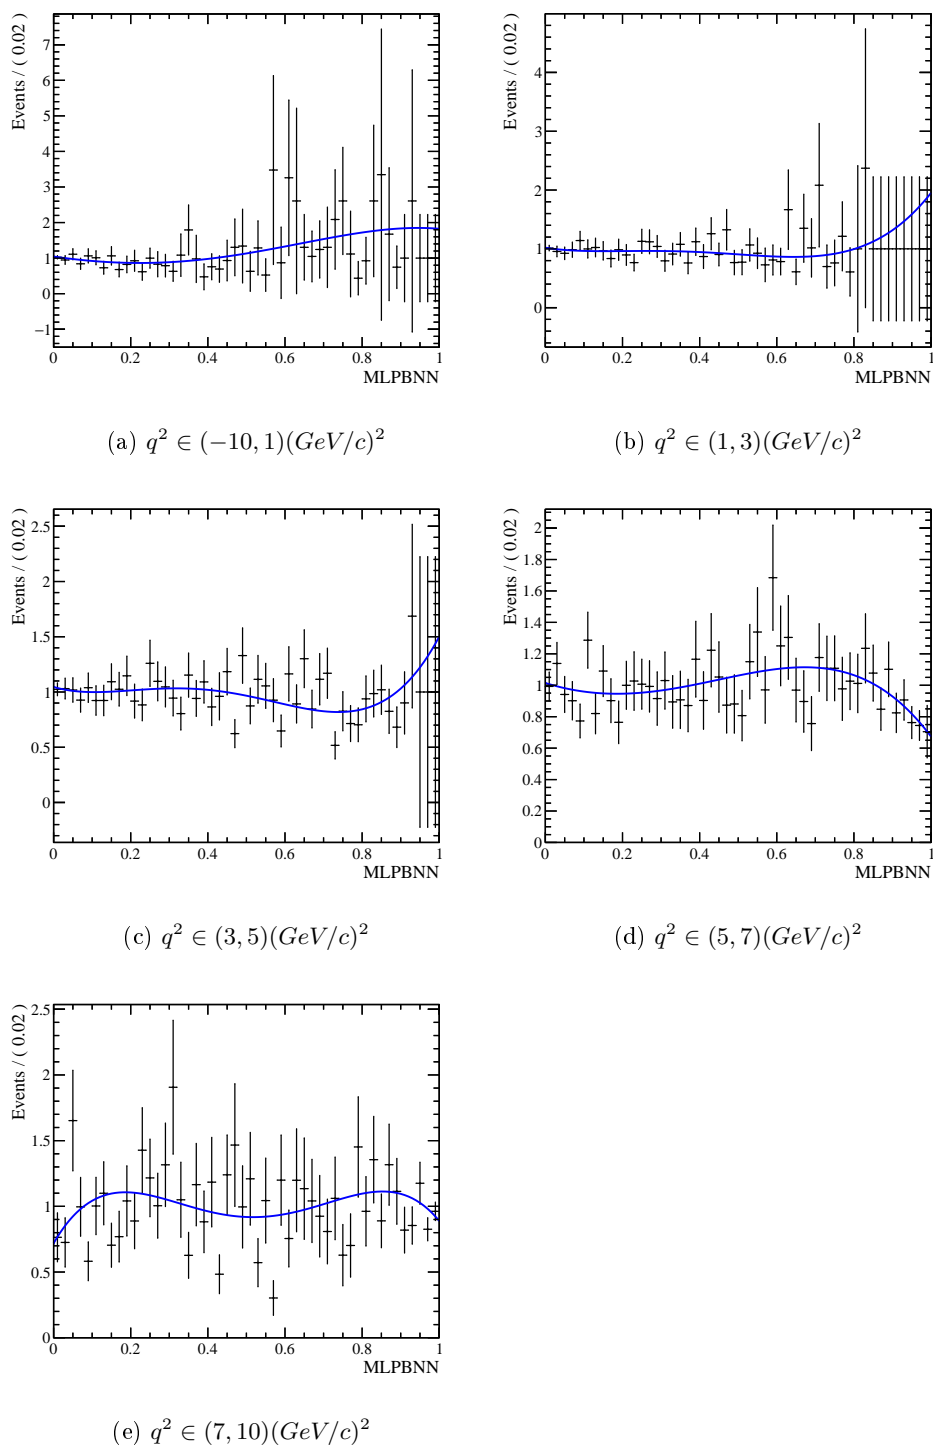 Events / ( 0.02 )
7
6
5
4
3
2
1
0
−1
0 0.2 0.4 0.6 0.8 1
MLPBNN
(a) q² ∈ (−10, 1)(GeV/c)²
Events / ( 0.02 )
4
3
2
1
0
0 0.2 0.4 0.6 0.8 1
MLPBNN
(b) q² ∈ (1, 3)(GeV/c)²
Events / ( 0.02 )
2.5
2
1.5
1
0.5
0
0 0.2 0.4 0.6 0.8 1
MLPBNN
(c) q² ∈ (3, 5)(GeV/c)²
Events / ( 0.02 )
2
1.8
1.6
1.4
1.2
1
0.8
0.6
0.4
0.2
0
0 0.2 0.4 0.6 0.8 1
MLPBNN
(d) q² ∈ (5, 7)(GeV/c)²
Events / ( 0.02 )
2.5
2
1.5
1
0.5
0
0 0.2 0.4 0.6 0.8 1
MLPBNN
(e) q² ∈ (7, 10)(GeV/c)²